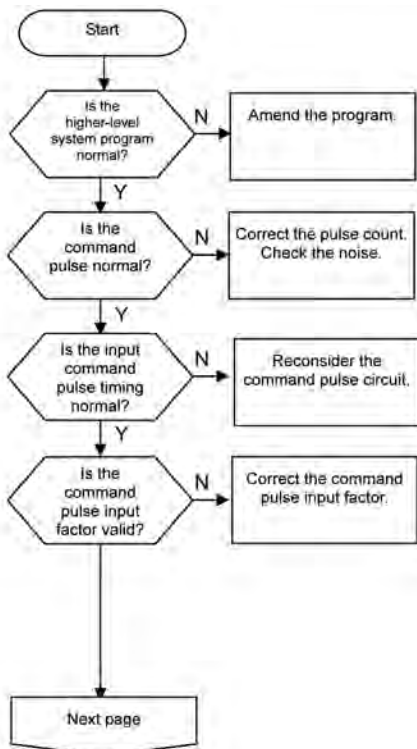 Start
Is the
higher-level
system program
normal?
N
Amend the program.
Y
Is the
command
pulse normal?
N
Correct the pulse count.
Check the noise.
Y
Is the input
command
pulse timing
normal?
N
Reconsider the
command pulse circuit.
Y
Is the
command
pulse input
factor valid?
N
Correct the command
pulse input factor.
Next page